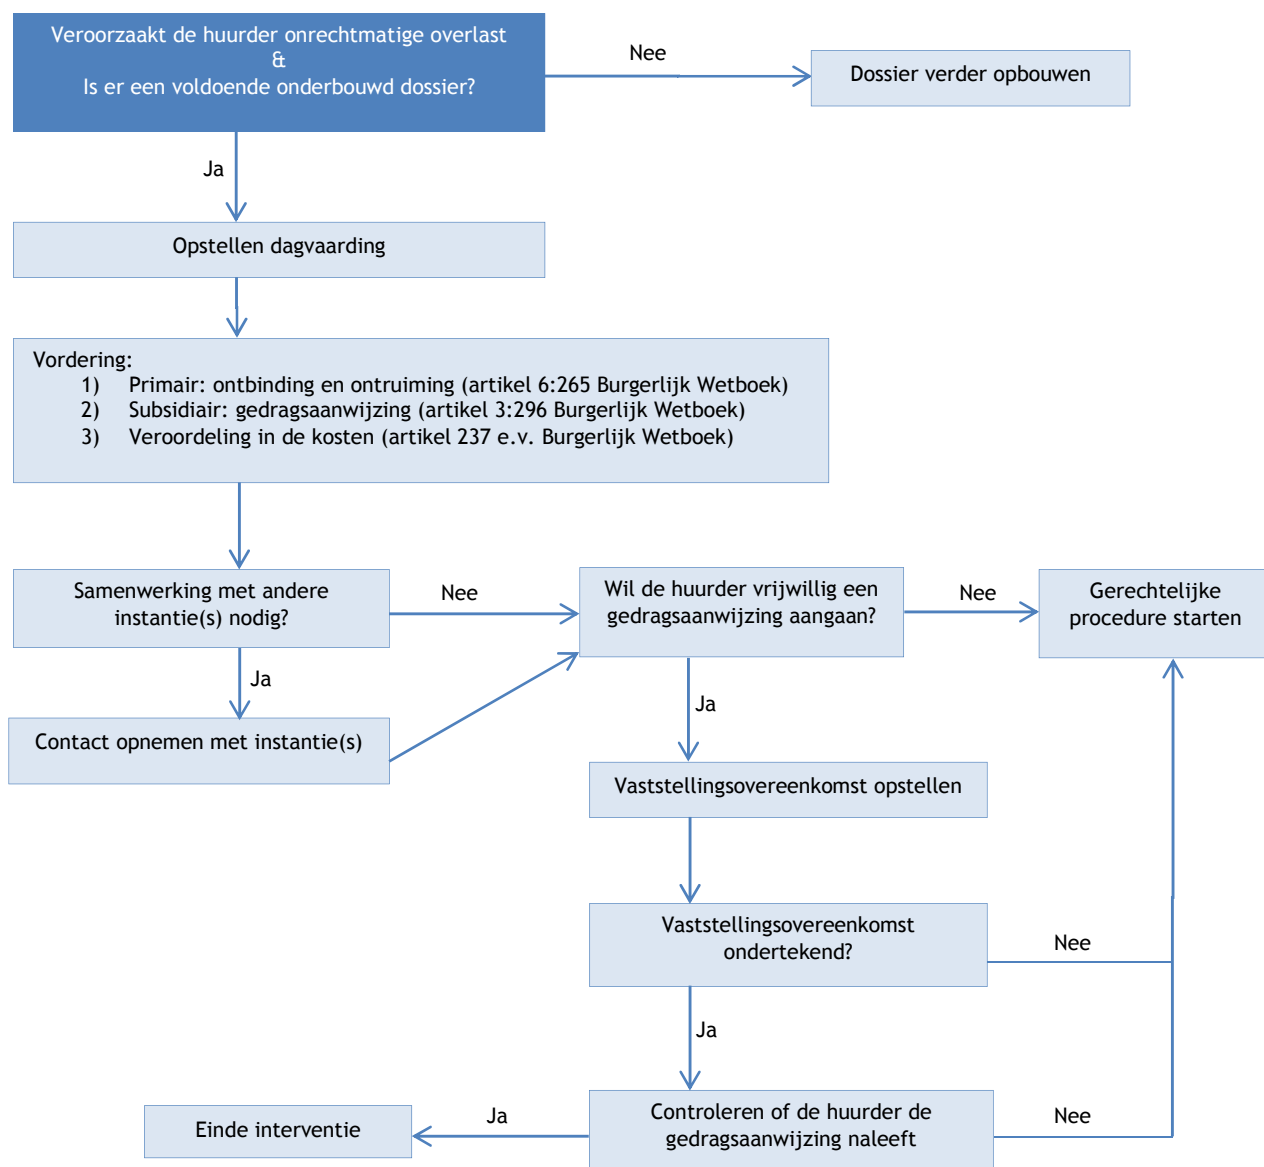 Veroorzaakt de huurder onrechtmatige overlast
&
Is er een voldoende onderbouwd dossier?
Nee
Dossier verder opbouwen
Ja
Opstellen dagvaarding
Vordering:
1) Primair: ontbinding en ontruiming (artikel 6:265 Burgerlijk Wetboek)
2) Subsidiair: gedragsaanwijzing (artikel 3:296 Burgerlijk Wetboek)
3) Veroordeling in de kosten (artikel 237 e.v. Burgerlijk Wetboek)
Samenwerking met andere
instantie(s) nodig?
Nee
Wil de huurder vrijwillig een
gedragsaanwijzing aangaan?
Nee
Gerechtelijke
procedure starten
Ja
Contact opnemen met instantie(s)
Ja
Vaststellingsovereenkomst opstellen
Vaststellingsovereenkomst
ondertekend?
Nee
Ja
Controleren of de huurder de
gedragsaanwijzing naleeft
Nee
Ja
Einde interventie